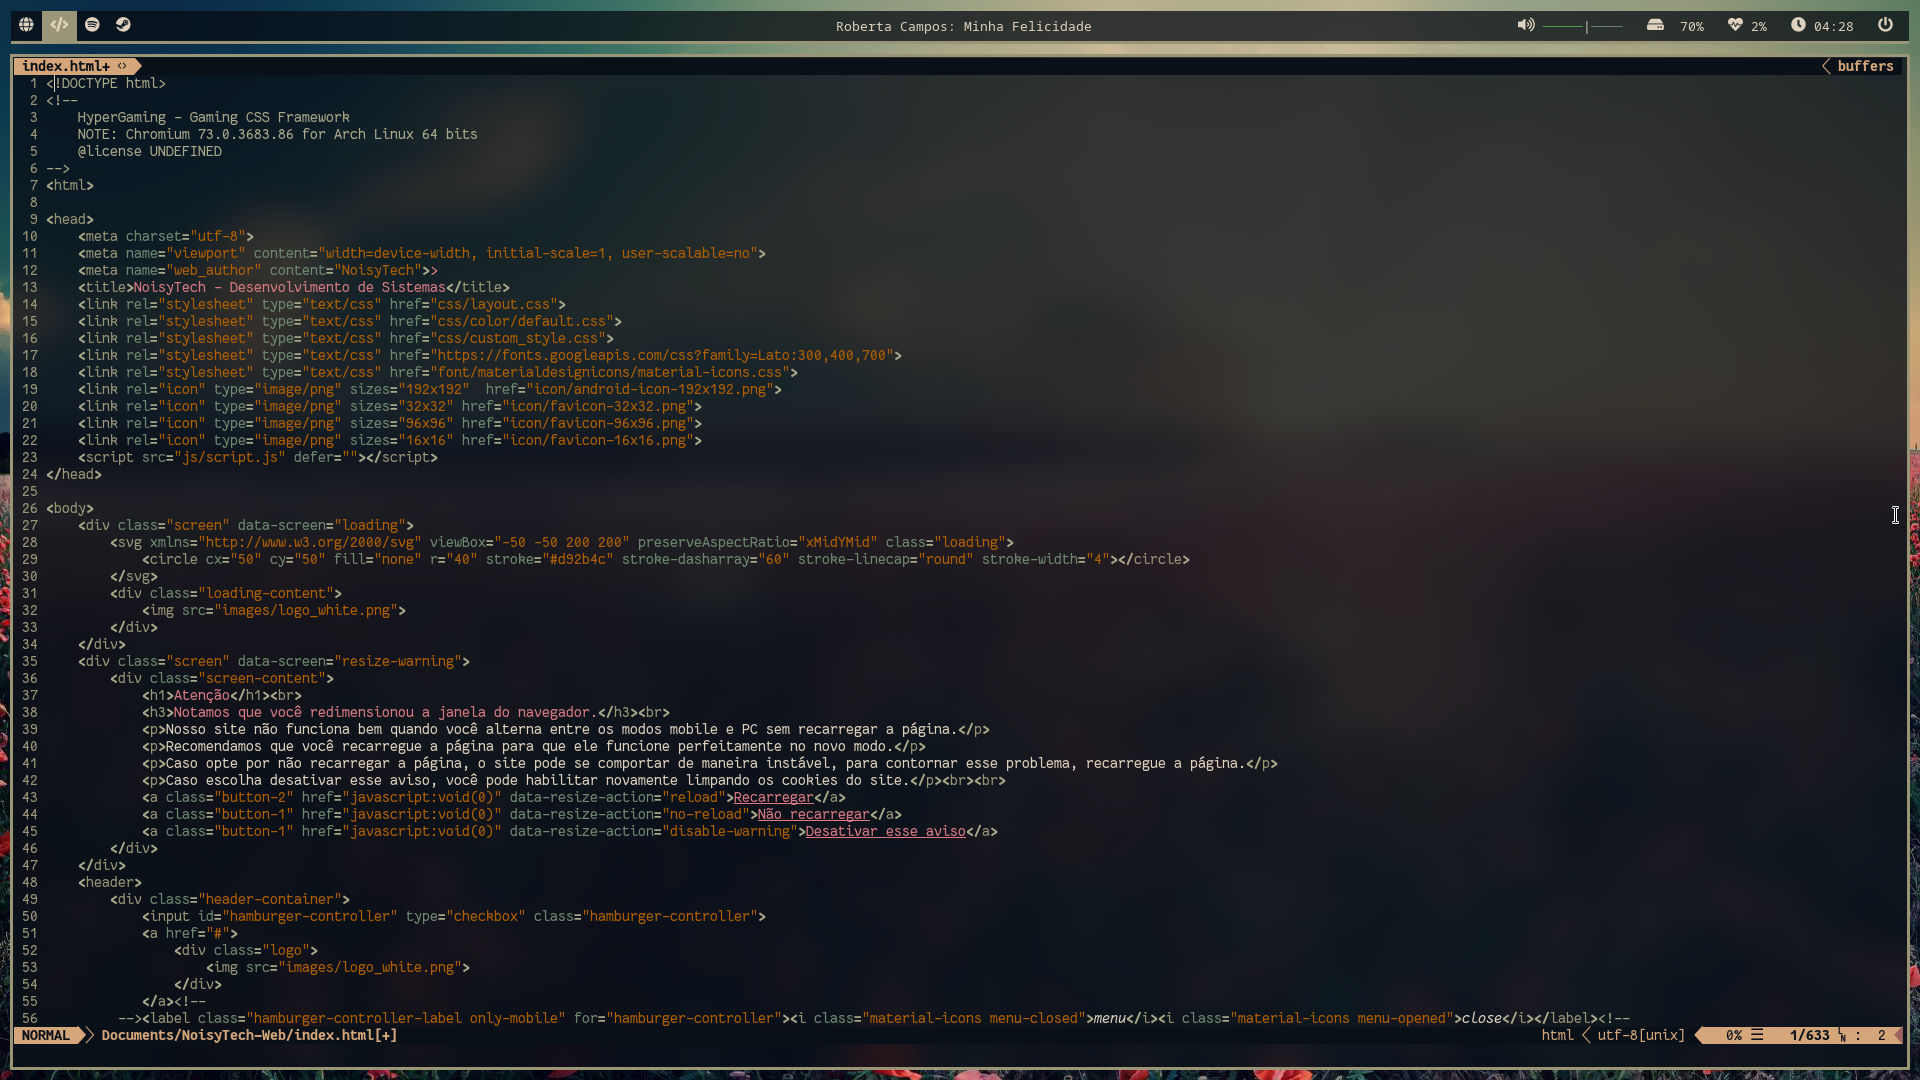 Roberta Campos: Minha Felicidade
70% 2% 04:28
index.html+ <>
buffers
1 <!DOCTYPE html>
2 <!--
3     HyperGaming - Gaming CSS Framework
4     NOTE: Chromium 73.0.3683.86 for Arch Linux 64 bits
5     @license UNDEFINED
6 -->
7 <html>
8
9 <head>
10     <meta charset="utf-8">
11     <meta name="viewport" content="width=device-width, initial-scale=1, user-scalable=no">
12     <meta name="web_author" content="NoisyTech">>
13     <title>NoisyTech - Desenvolvimento de Sistemas</title>
14     <link rel="stylesheet" type="text/css" href="css/layout.css">
15     <link rel="stylesheet" type="text/css" href="css/color/default.css">
16     <link rel="stylesheet" type="text/css" href="css/custom_style.css">
17     <link rel="stylesheet" type="text/css" href="https://fonts.googleapis.com/css?family=Lato:300,400,700">
18     <link rel="stylesheet" type="text/css" href="font/materialdesignicons/material-icons.css">
19     <link rel="icon" type="image/png" sizes="192x192"  href="icon/android-icon-192x192.png">
20     <link rel="icon" type="image/png" sizes="32x32" href="icon/favicon-32x32.png">
21     <link rel="icon" type="image/png" sizes="96x96" href="icon/favicon-96x96.png">
22     <link rel="icon" type="image/png" sizes="16x16" href="icon/favicon-16x16.png">
23     <script src="js/script.js" defer=""></script>
24 </head>
25
26 <body>
27     <div class="screen" data-screen="loading">
28         <svg xmlns="http://www.w3.org/2000/svg" viewBox="-50 -50 200 200" preserveAspectRatio="xMidYMid" class="loading">
29             <circle cx="50" cy="50" fill="none" r="40" stroke="#d92b4c" stroke-dasharray="60" stroke-linecap="round" stroke-width="4"></circle>
30         </svg>
31         <div class="loading-content">
32             <img src="images/logo_white.png">
33         </div>
34     </div>
35     <div class="screen" data-screen="resize-warning">
36         <div class="screen-content">
37             <h1>Atenção</h1><br>
38             <h3>Notamos que você redimensionou a janela do navegador.</h3><br>
39             <p>Nosso site não funciona bem quando você alterna entre os modos mobile e PC sem recarregar a página.</p>
40             <p>Recomendamos que você recarregue a página para que ele funcione perfeitamente no novo modo.</p>
41             <p>Caso opte por não recarregar a página, o site pode se comportar de maneira instável, para contornar esse problema, recarregue a página.</p>
42             <p>Caso escolha desativar esse aviso, você pode habilitar novamente limpando os cookies do site.</p><br><br>
43             <a class="button-2" href="javascript:void(0)" data-resize-action="reload">Recarregar</a>
44             <a class="button-1" href="javascript:void(0)" data-resize-action="no-reload">Não recarregar</a>
45             <a class="button-1" href="javascript:void(0)" data-resize-action="disable-warning">Desativar esse aviso</a>
46         </div>
47     </div>
48     <header>
49         <div class="header-container">
50             <input id="hamburger-controller" type="checkbox" class="hamburger-controller">
51             <a href="#">
52                 <div class="logo">
53                     <img src="images/logo_white.png">
54                 </div>
55             </a><!--
56          --><label class="hamburger-controller-label only-mobile" for="hamburger-controller"><i class="material-icons menu-closed">menu</i><i class="material-icons menu-opened">close</i></label><!--
NORMAL Documents/NoisyTech-Web/index.html[+]
html utf-8[unix] 0% ☰ 1/633 : 2